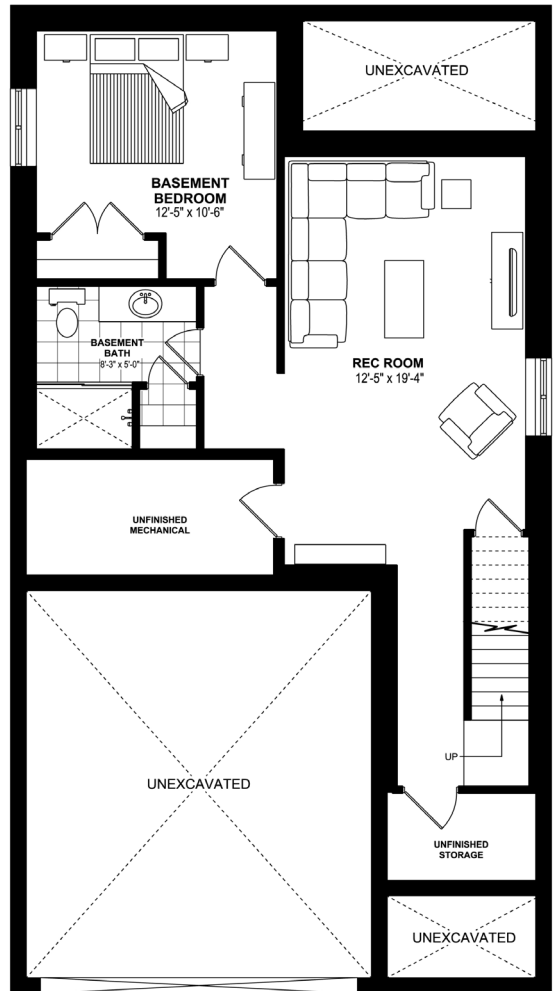 UNEXCAVATED
BASEMENT
BEDROOM
12'-5" x 10'-6"
BASEMENT
BATH
8'-3" x 5'-0"
REC ROOM
12'-5" x 19'-4"
UNFINISHED
MECHANICAL
UP
UNEXCAVATED
UNFINISHED
STORAGE
UNEXCAVATED